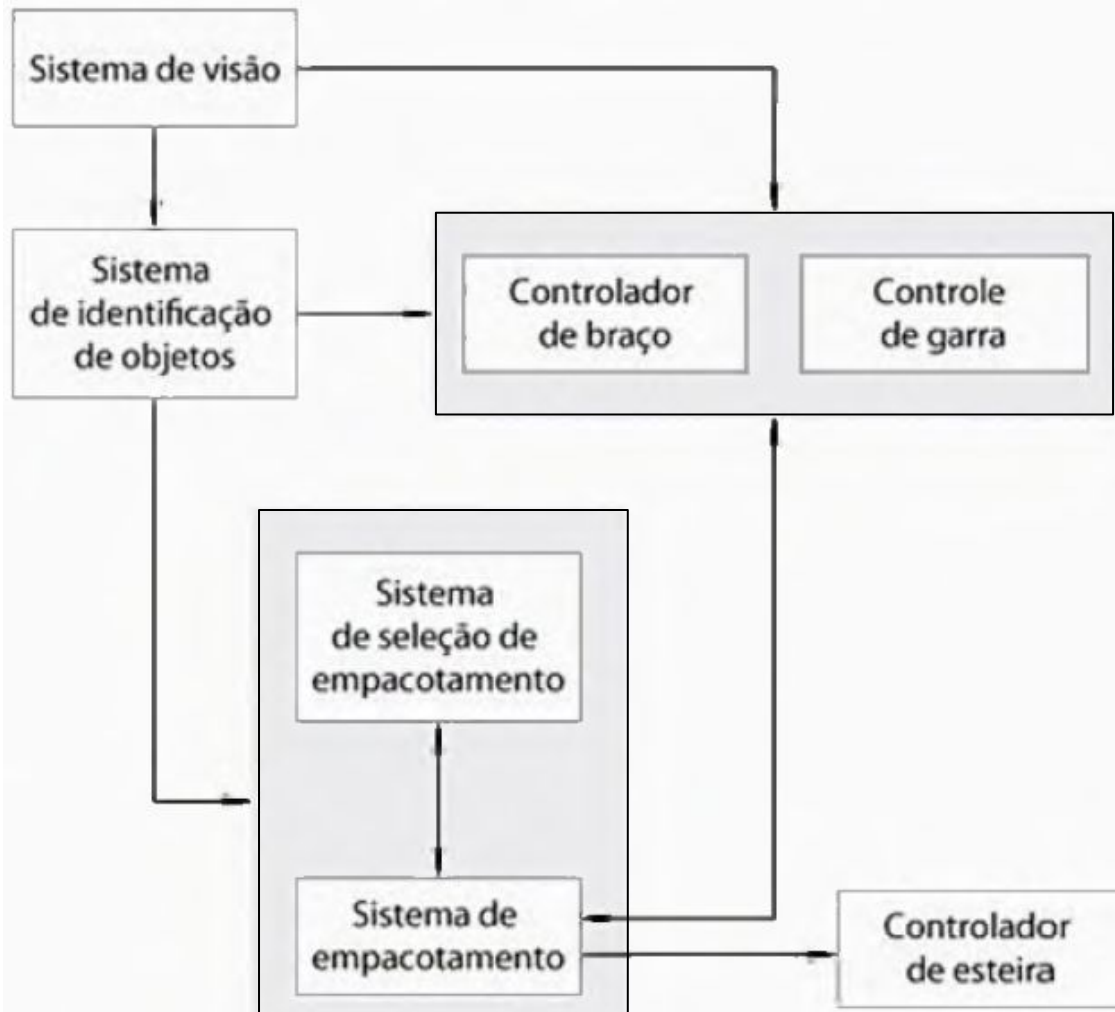 Sistema de visão
Sistema
de identificação
de objetos
Controlador
de braço
Controle
de garra
Sistema
de seleção de
empacotamento
Sistema de
empacotamento
Controlador
de esteira